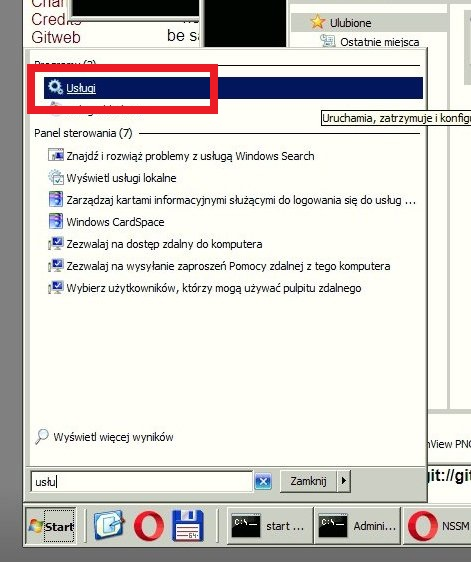 Credits
Gitweb
be sa
Ulubione
Ostatnie miejsca
Programy (2)
Usługi
Uruchamia, zatrzymuje i konfigu
Panel sterowania (7)
Znajdź i rozwiąż problemy z usługą Windows Search
Wyświetl usługi lokalne
Zarządzaj kartami informacyjnymi służącymi do logowania się do usług ...
Windows CardSpace
Zezwalaj na dostęp zdalny do komputera
Zezwalaj na wysyłanie zaproszeń Pomocy zdalnej z tego komputera
Wybierz użytkowników, którzy mogą używać pulpitu zdalnego
Wyświetl więcej wyników
nView PNG
usłu
Zamknij
git://git
Start
64
C:\
start ...
C:\
Admini...
NSSM